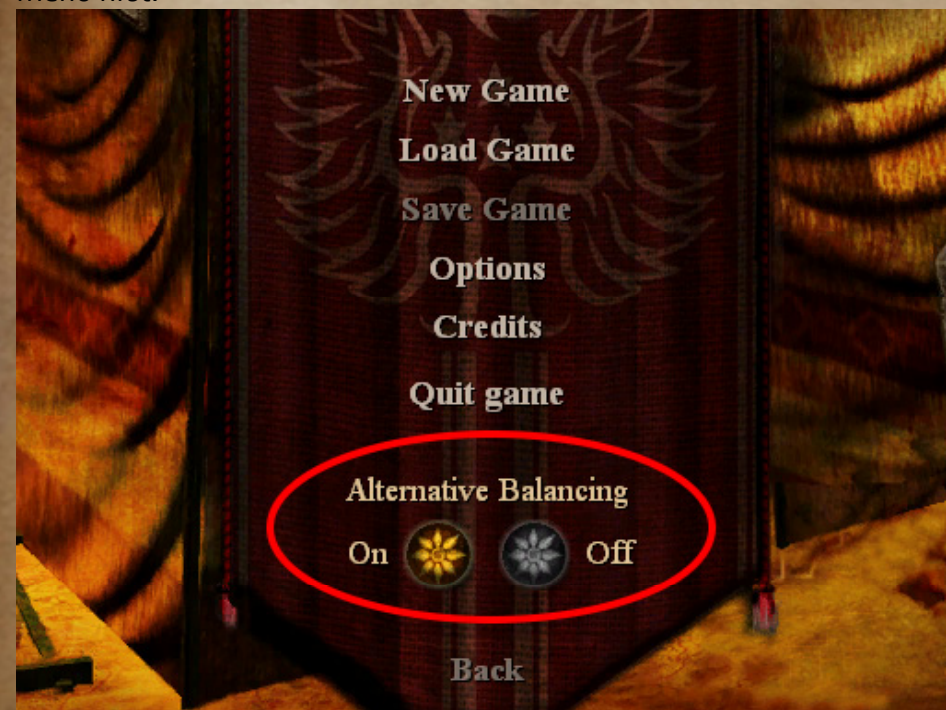 New Game
Load Game
Save Game
Options
Credits
Quit game
Alternative Balancing
On Off
Back